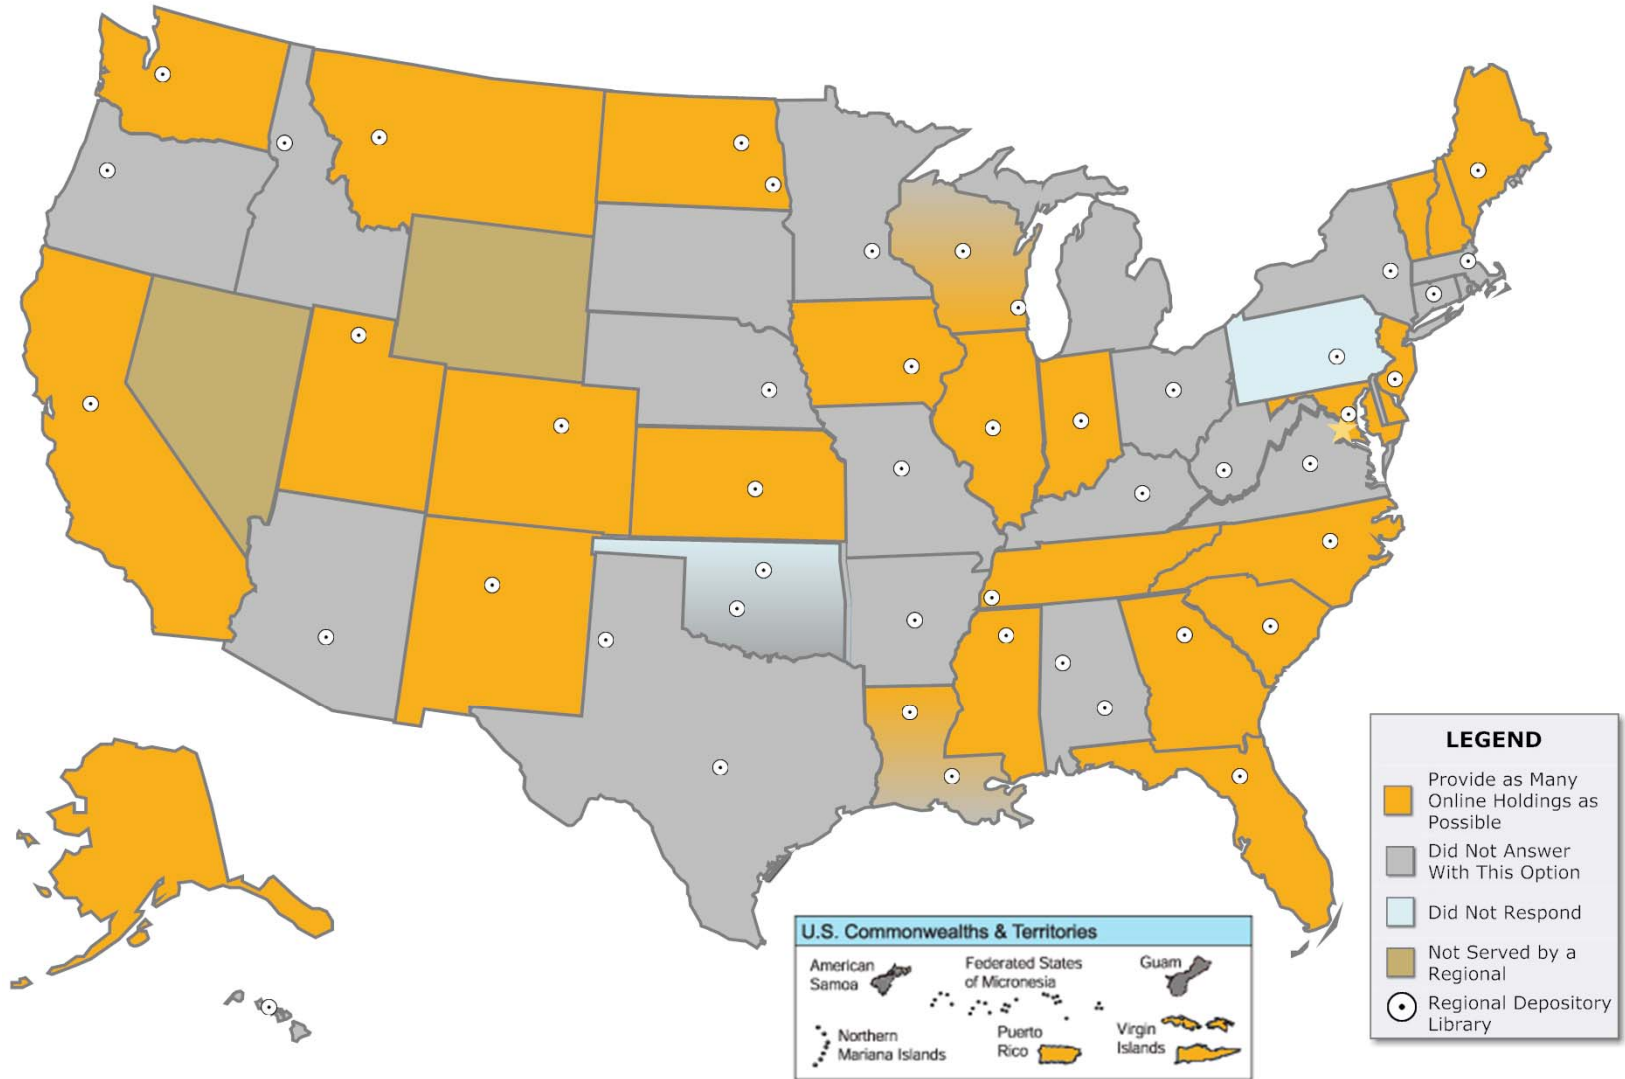 LEGEND
Provide as Many
Online Holdings as
Possible
Did Not Answer
With This Option
Did Not Respond
Not Served by a
Regional
Regional Depository
Library
U.S. Commonwealths & Territories
American
Samoa
Federated States
of Micronesia
Guam
Northern
Mariana Islands
Puerto
Rico
Virgin
Islands